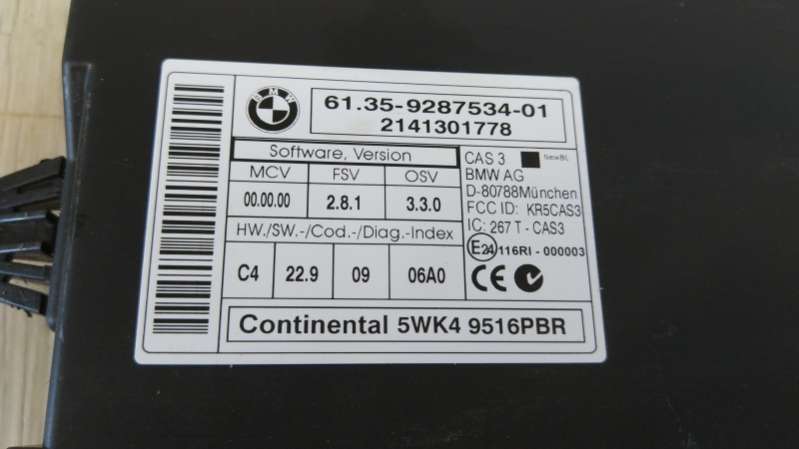 BMW
61.35-9287534-01
2141301778
Software, Version
MCV FSV OSV
00.00.00 2.8.1 3.3.0
HW./SW.-/Cod.-/Diag.-Index
C4 22.9 09 06A0
CAS 3 NewBL
BMW AG
D-80788München
FCC ID: KR5CAS3
IC: 267 T - CAS3
E24 116RI - 000003
CE
Continental 5WK4 9516PBR